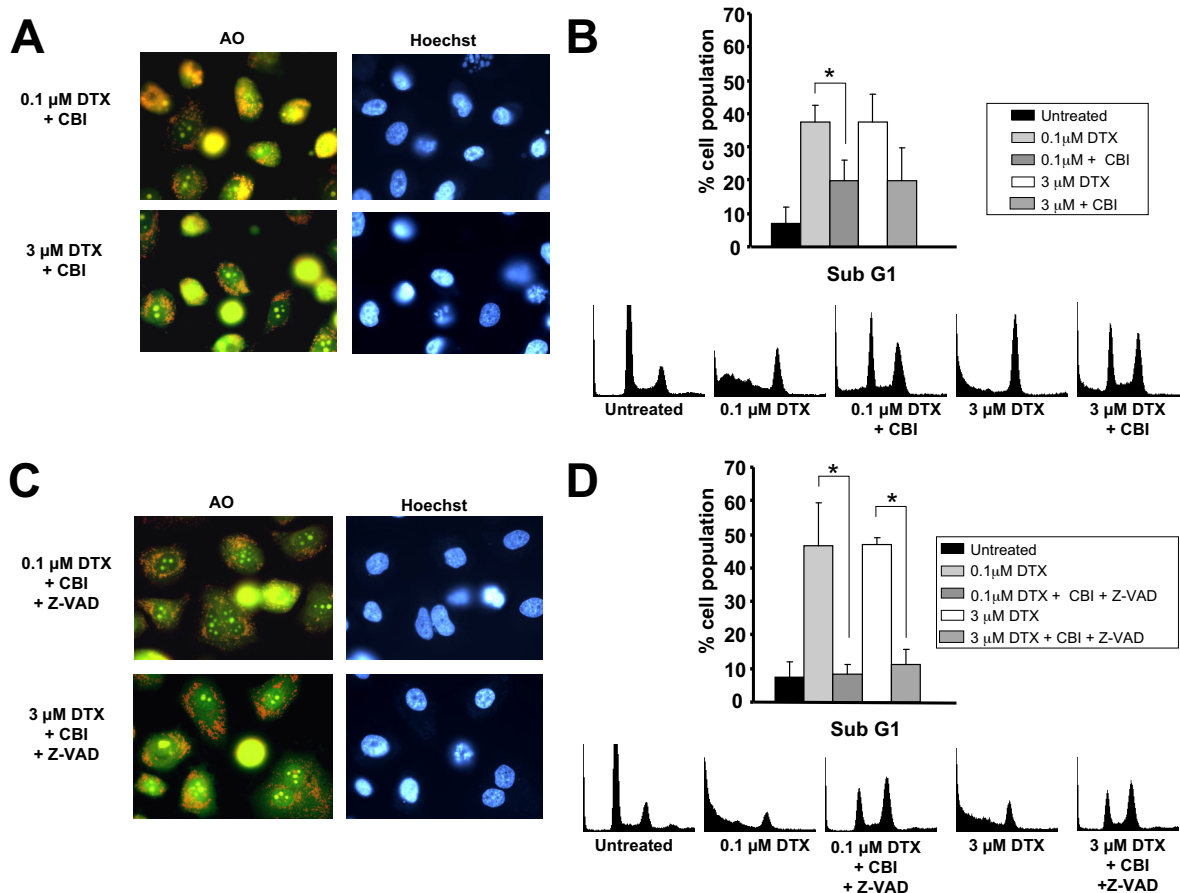 A
AO
Hoechst
0.1 µM DTX
+ CBI
3 µM DTX
+ CBI
B
% cell population
70
60
50
40
30
20
10
0
*
Sub G1
Untreated
0.1µM DTX
0.1µM + CBI
3 µM DTX
3 µM + CBI
Untreated
0.1 µM DTX
0.1 µM DTX
+ CBI
3 µM DTX
3 µM DTX
+ CBI
C
AO
Hoechst
0.1 µM DTX
+ CBI
+ Z-VAD
3 µM DTX
+ CBI
+ Z-VAD
D
% cell population
70
60
50
40
30
20
10
0
*
*
Sub G1
Untreated
0.1µM DTX
0.1µM DTX + CBI + Z-VAD
3 µM DTX
3 µM DTX + CBI + Z-VAD
Untreated
0.1 µM DTX
0.1 µM DTX
+ CBI
+ Z-VAD
3 µM DTX
3 µM DTX
+ CBI
+Z-VAD